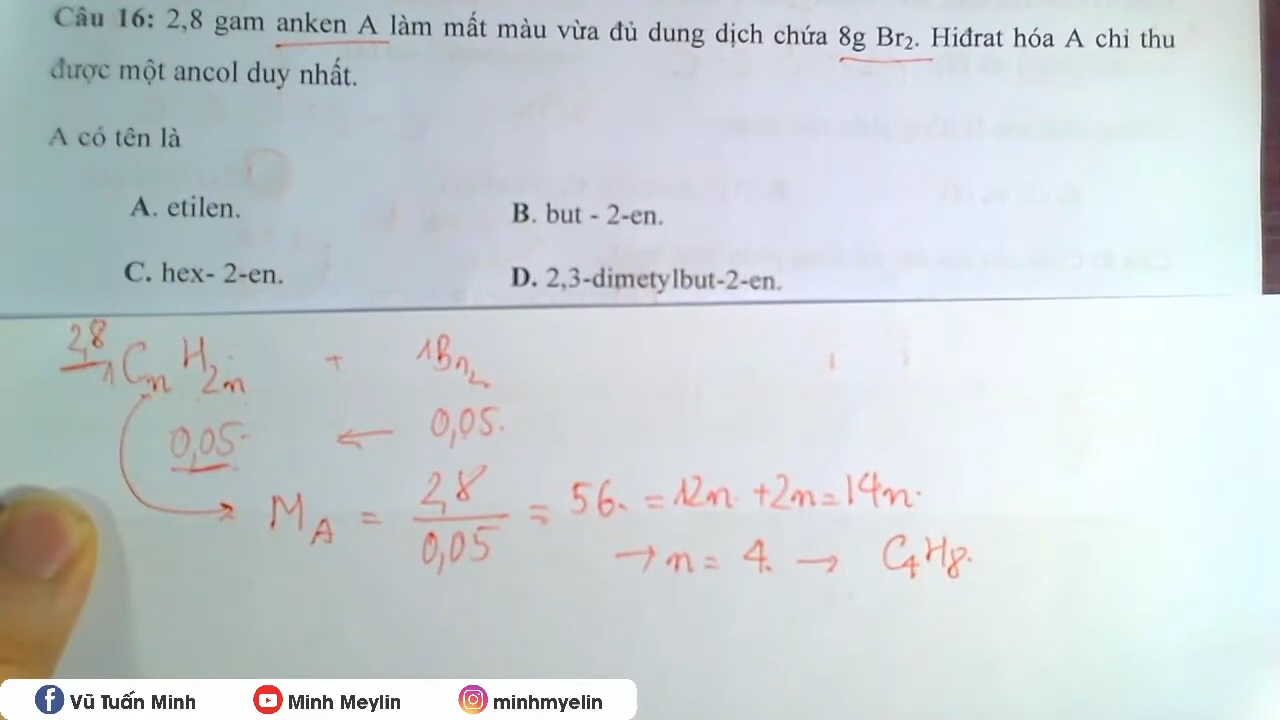 Câu 16: 2,8 gam anken A làm mất màu vừa đủ dung dịch chứa 8g Br₂. Hiđrat hóa A chỉ thu
được một ancol duy nhất.
A có tên là
A. etilen. B. but - 2-en.
C. hex- 2-en. D. 2,3-dimetylbut-2-en.
2,8 1CnH2n + 1Br2
0,05 ← 0,05.
MA = 2,8/0,05 = 56. = 12n + 2n = 14n.
→ n = 4. → C4H8.
Vũ Tuấn Minh Minh Meylin minhmyelin